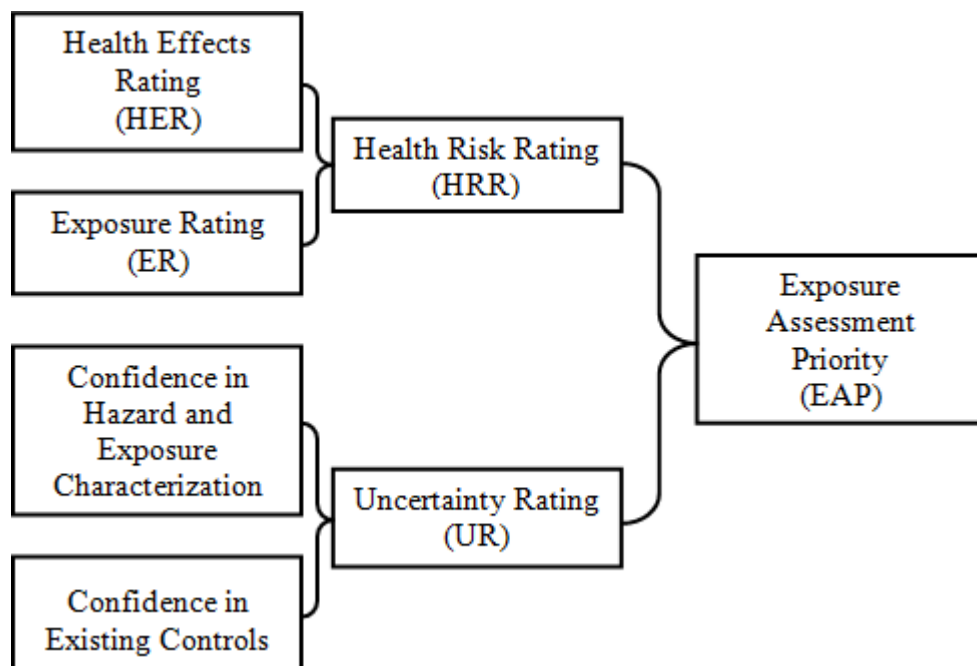 Health Effects
Rating
(HER)
Exposure Rating
(ER)
Health Risk Rating
(HRR)
Confidence in
Hazard and
Exposure
Characterization
Confidence in
Existing Controls
Uncertainty Rating
(UR)
Exposure
Assessment
Priority
(EAP)